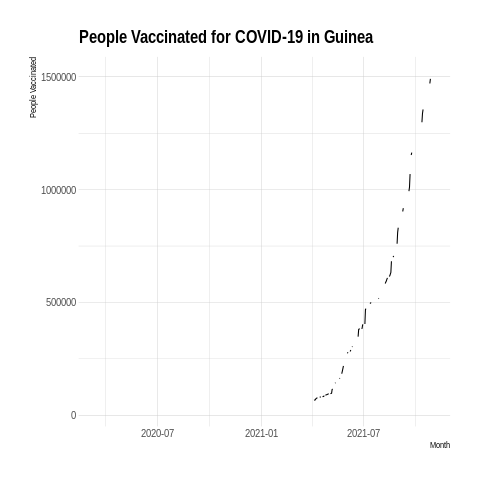 People Vaccinated for COVID-19 in Guinea
People Vaccinated
1500000
1000000
500000
0
2020-07 2021-01 2021-07
Month